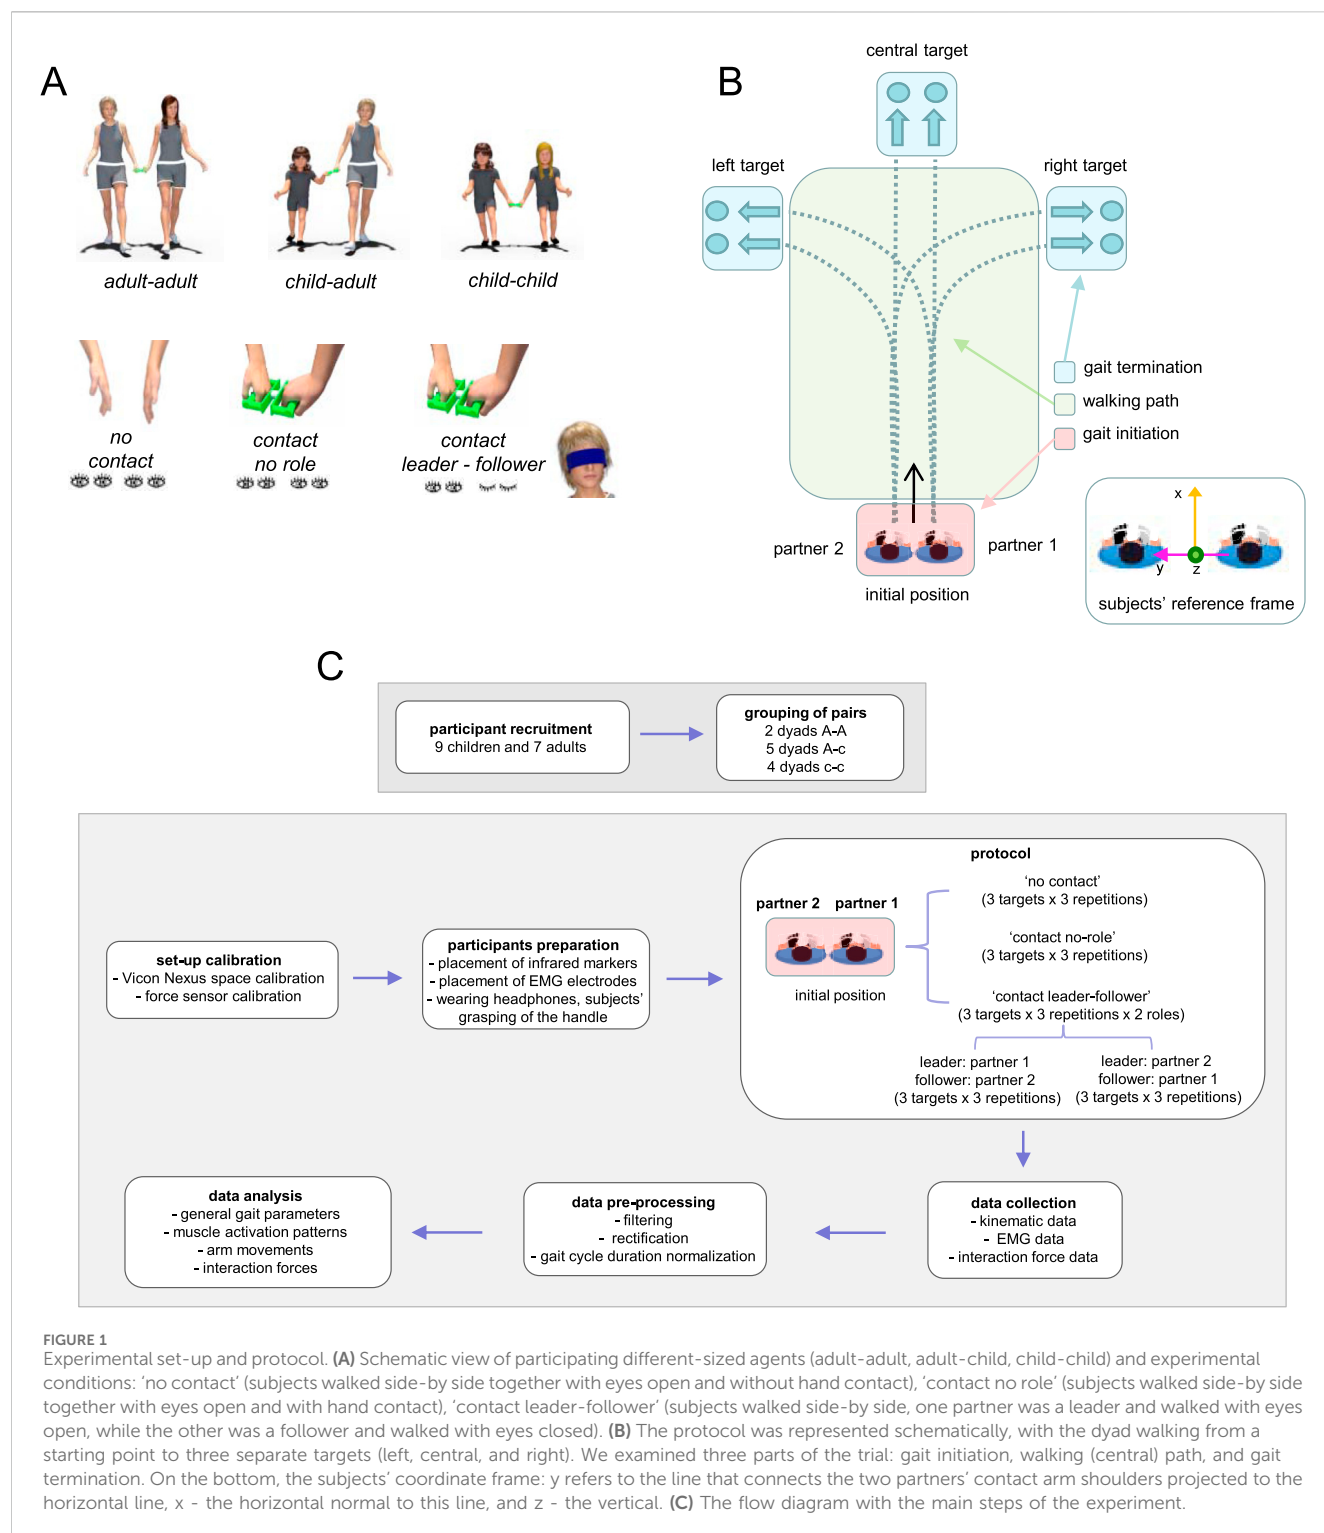 A
adult-adult
child-adult
child-child
no
contact
contact
no role
contact
leader - follower
B
central target
left target
right target
gait termination
walking path
gait initiation
partner 2
partner 1
initial position
x
y
z
subjects' reference frame
C
participant recruitment
9 children and 7 adults
grouping of pairs
2 dyads A-A
5 dyads A-c
4 dyads c-c
set-up calibration
- Vicon Nexus space calibration
- force sensor calibration
participants preparation
- placement of infrared markers
- placement of EMG electrodes
- wearing headphones, subjects'
grasping of the handle
protocol
partner 2 partner 1
initial position
'no contact'
(3 targets x 3 repetitions)
'contact no-role'
(3 targets x 3 repetitions)
'contact leader-follower'
(3 targets x 3 repetitions x 2 roles)
leader: partner 1
follower: partner 2
(3 targets x 3 repetitions)
leader: partner 2
follower: partner 1
(3 targets x 3 repetitions)
data collection
- kinematic data
- EMG data
- interaction force data
data pre-processing
- filtering
- rectification
- gait cycle duration normalization
data analysis
- general gait parameters
- muscle activation patterns
- arm movements
- interaction forces
FIGURE 1
Experimental set-up and protocol. (A) Schematic view of participating different-sized agents (adult-adult, adult-child, child-child) and experimental
conditions: 'no contact' (subjects walked side-by side together with eyes open and without hand contact), 'contact no role' (subjects walked side-by side
together with eyes open and with hand contact), 'contact leader-follower' (subjects walked side-by side, one partner was a leader and walked with eyes
open, while the other was a follower and walked with eyes closed). (B) The protocol was represented schematically, with the dyad walking from a
starting point to three separate targets (left, central, and right). We examined three parts of the trial: gait initiation, walking (central) path, and gait
termination. On the bottom, the subjects' coordinate frame: y refers to the line that connects the two partners' contact arm shoulders projected to the
horizontal line, x - the horizontal normal to this line, and z - the vertical. (C) The flow diagram with the main steps of the experiment.